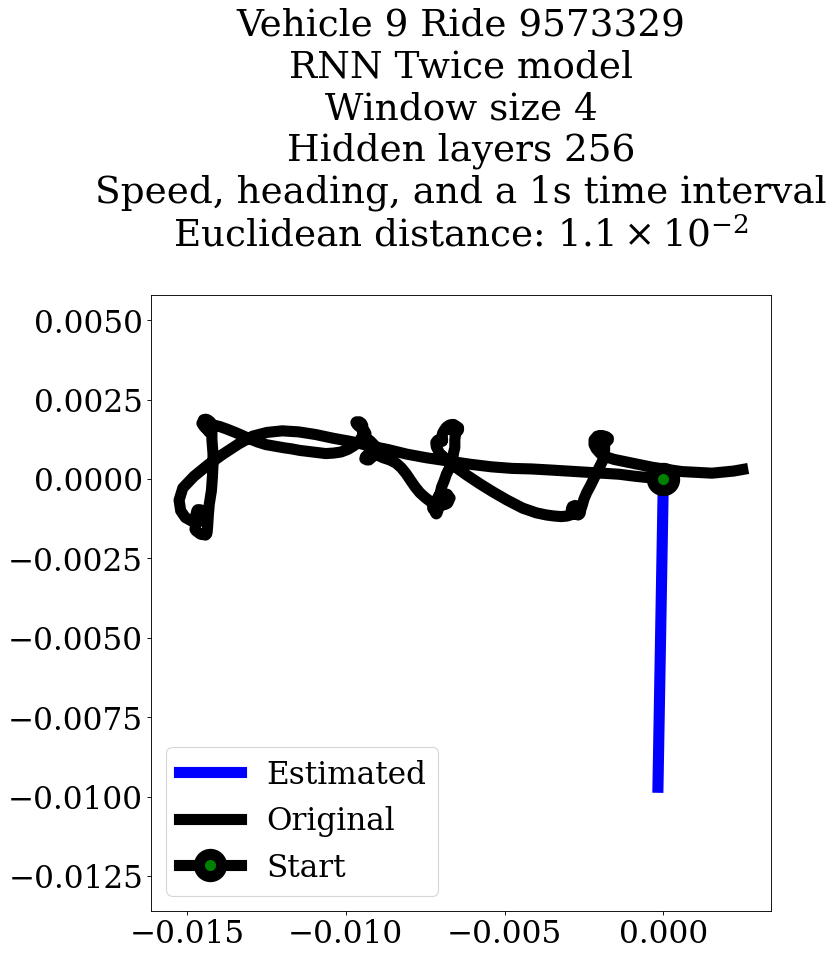 Vehicle 9 Ride 9573329
RNN Twice model
Window size 4
Hidden layers 256
Speed, heading, and a 1s time interval
Euclidean distance: 1.1 × 10⁻²
0.0050
0.0025
0.0000
−0.0025
−0.0050
−0.0075
−0.0100
−0.0125
Estimated
Original
Start
−0.015 −0.010 −0.005 0.000